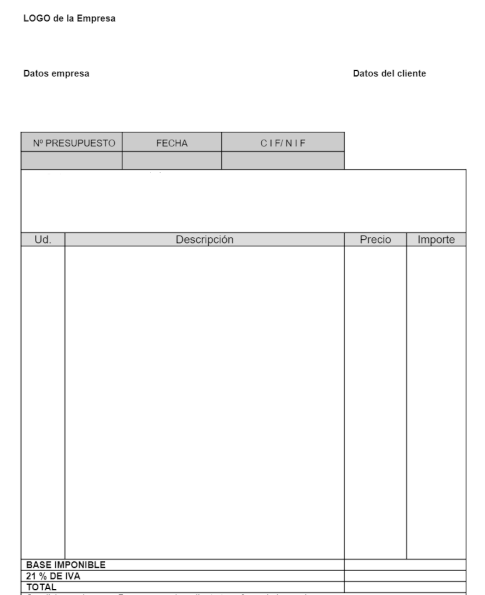 LOGO de la Empresa
Datos empresa Datos del cliente
Nº PRESUPUESTO FECHA C I F/ N I F
Ud. Descripción Precio Importe
BASE IMPONIBLE
21 % DE IVA
TOTAL